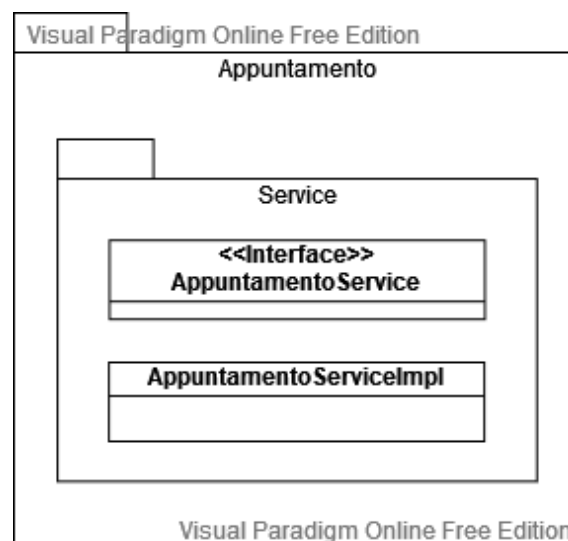 Visual Paradigm Online Free Edition
Appuntamento
Service
<<Interface>>
AppuntamentoService
AppuntamentoServiceImpl
Visual Paradigm Online Free Edition